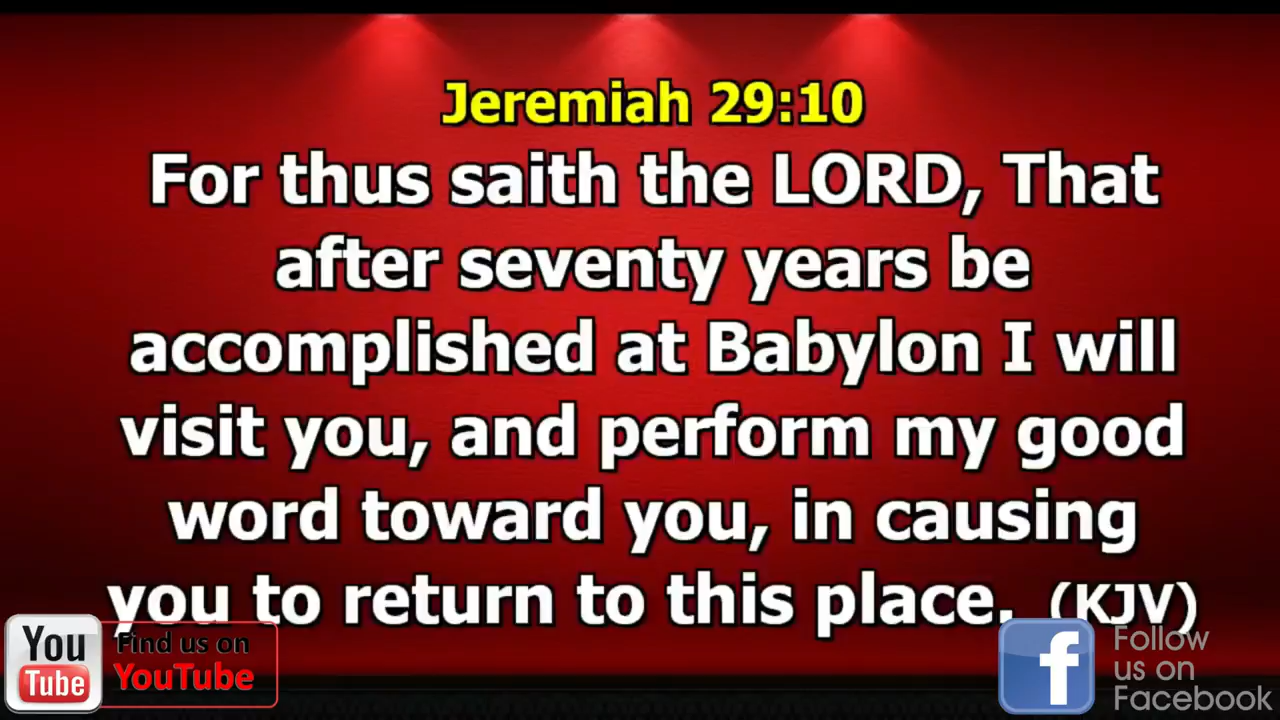 Jeremiah 29:10
For thus saith the LORD, That
after seventy years be
accomplished at Babylon I will
visit you, and perform my good
word toward you, in causing
you to return to this place. (KJV)
You
Tube
Find us on
YouTube
f
Follow
us on
Facebook